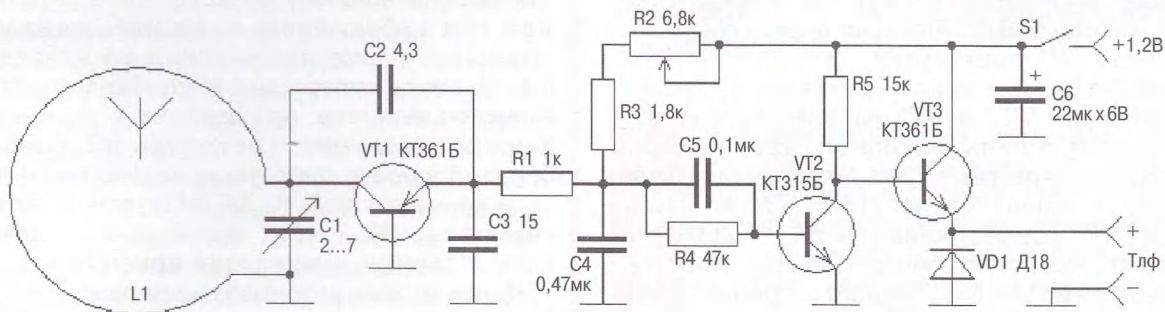 R2 6,8к
S1
+1,2В
C2 4,3
R3 1,8к
R5 15к
+
C6
22мк х 6В
VT1 КТ361Б
C5 0,1мк
VT3
КТ361Б
R1 1к
VT2
КТ315Б
C1
2..7
C3 15
C4
0,47мк
R4 47к
+
Тлф
VD1 Д18
−
L1